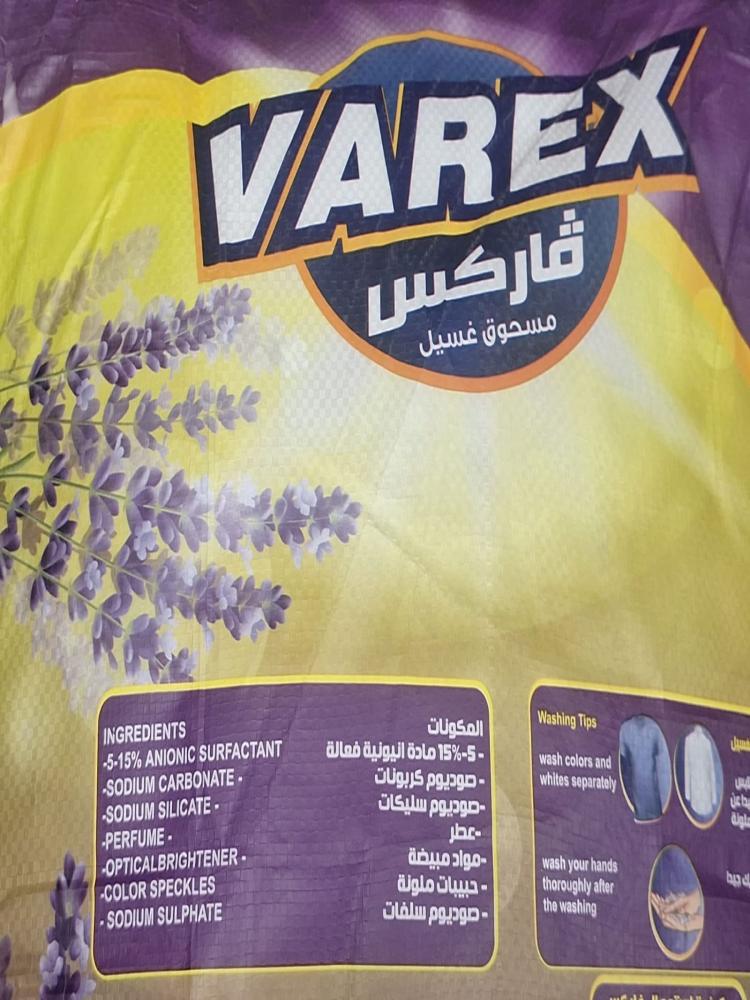 VAREX
ڤاركس
مسحوق غسيل
INGREDIENTS
-5-15% ANIONIC SURFACTANT
-SODIUM CARBONATE -
-SODIUM SILICATE -
-PERFUME -
-OPTICALBRIGHTENER -
-COLOR SPECKLES
- SODIUM SULPHATE
المكونات
- 5-15% مادة انيونية فعالة
- صوديوم كربونات
-صوديوم سليكات
-عطر
-مواد مبيضة
- حبيبات ملونة
- صوديوم سلفات
Washing Tips
wash colors and
whites separately
wash your hands
thoroughly after
the washing